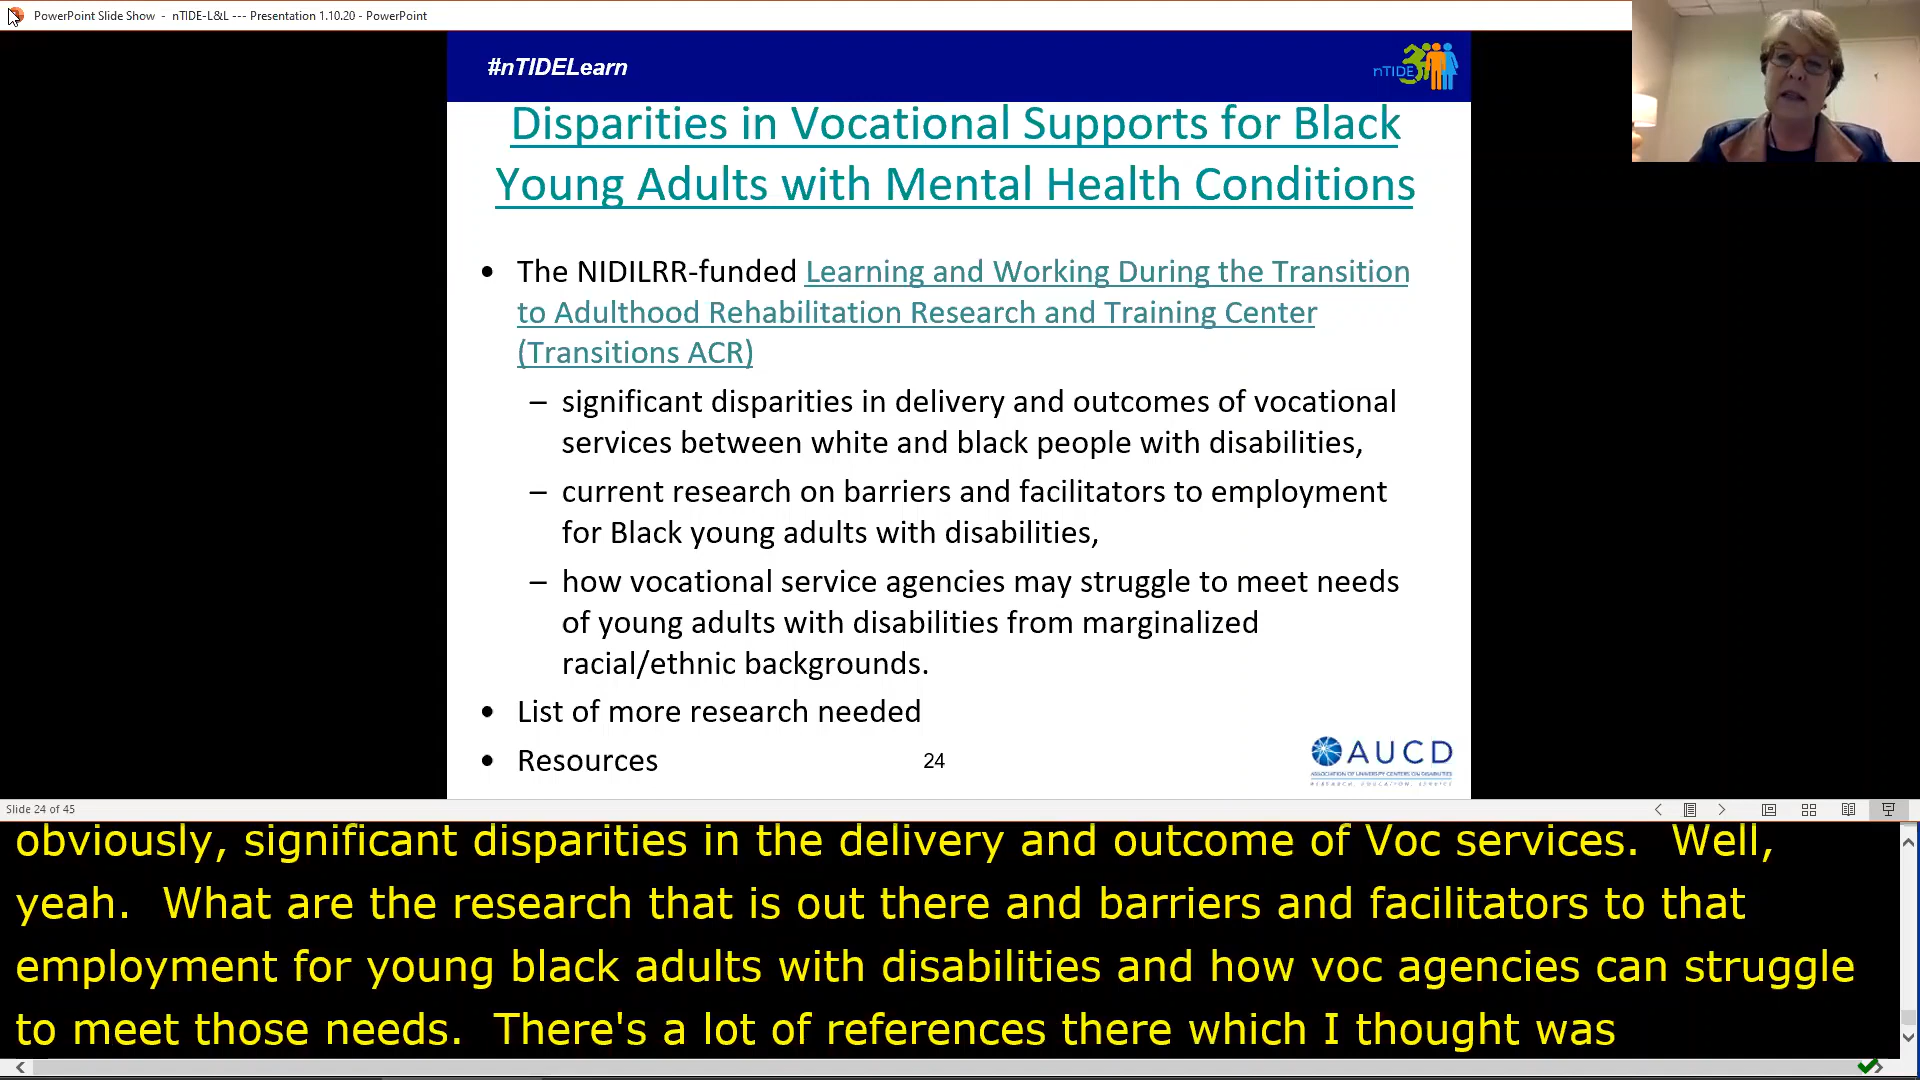 PowerPoint Slide Show - nTIDE-L&L --- Presentation 1.10.20 - PowerPoint
#nTIDELearn
nTIDE
Disparities in Vocational Supports for Black
Young Adults with Mental Health Conditions
• The NIDILRR-funded Learning and Working During the Transition
to Adulthood Rehabilitation Research and Training Center
(Transitions ACR)
– significant disparities in delivery and outcomes of vocational
services between white and black people with disabilities,
– current research on barriers and facilitators to employment
for Black young adults with disabilities,
– how vocational service agencies may struggle to meet needs
of young adults with disabilities from marginalized
racial/ethnic backgrounds.
• List of more research needed
• Resources
24
AUCD
ASSOCIATION OF UNIVERSITY CENTERS ON DISABILITIES
RESEARCH, EDUCATION, SERVICE
Slide 24 of 45
obviously, significant disparities in the delivery and outcome of Voc services.  Well,
yeah.  What are the research that is out there and barriers and facilitators to that
employment for young black adults with disabilities and how voc agencies can struggle
to meet those needs.  There's a lot of references there which I thought was